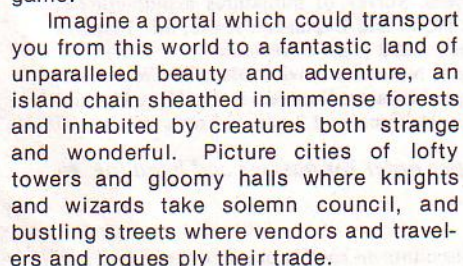 game.
Imagine a portal which could transport
you from this world to a fantastic land of
unparalleled beauty and adventure, an
island chain sheathed in immense forests
and inhabited by creatures both strange
and wonderful. Picture cities of lofty
towers and gloomy halls where knights
and wizards take solemn council, and
bustling streets where vendors and travel-
ers and rogues ply their trade.